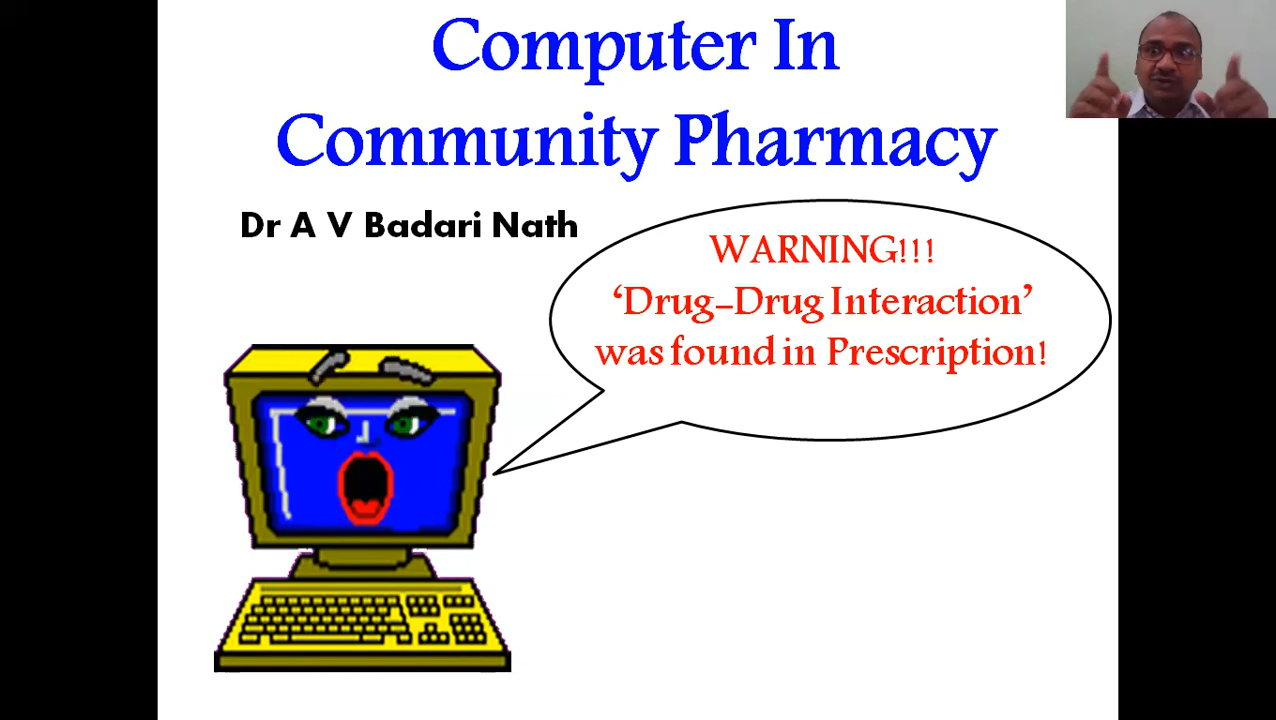 Computer In
Community Pharmacy
Dr A V Badari Nath
WARNING!!!
‘Drug-Drug Interaction’
was found in Prescription!